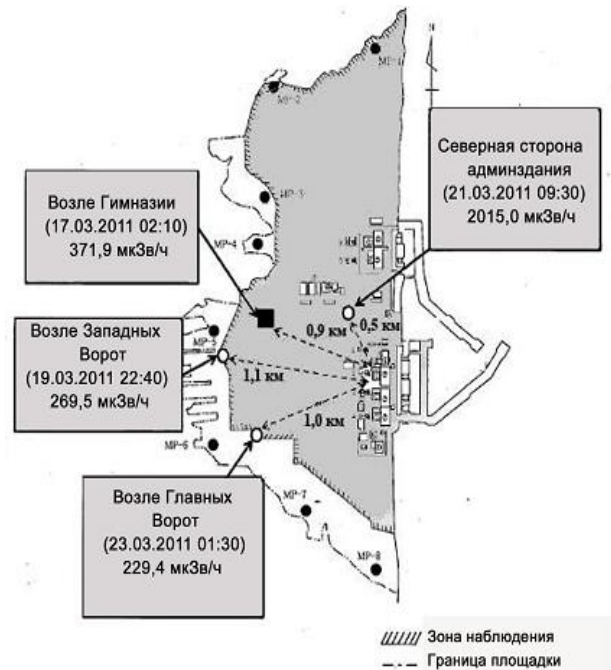 MP-1
MP-2
N
Северная сторона
админздания
(21.03.2011 09:30)
2015,0 мкЗв/ч
Возле Гимназии
(17.03.2011 02:10)
371,9 мкЗв/ч
MP-3
MP-4
0,9 км
0,5 км
Возле Западных
Ворот
(19.03.2011 22:40)
269,5 мкЗв/ч
MP-5
1,1 км
1,0 км
MP-6
Возле Главных
Ворот
(23.03.2011 01:30)
229,4 мкЗв/ч
MP-7
MP-8
Зона наблюдения
Граница площадки